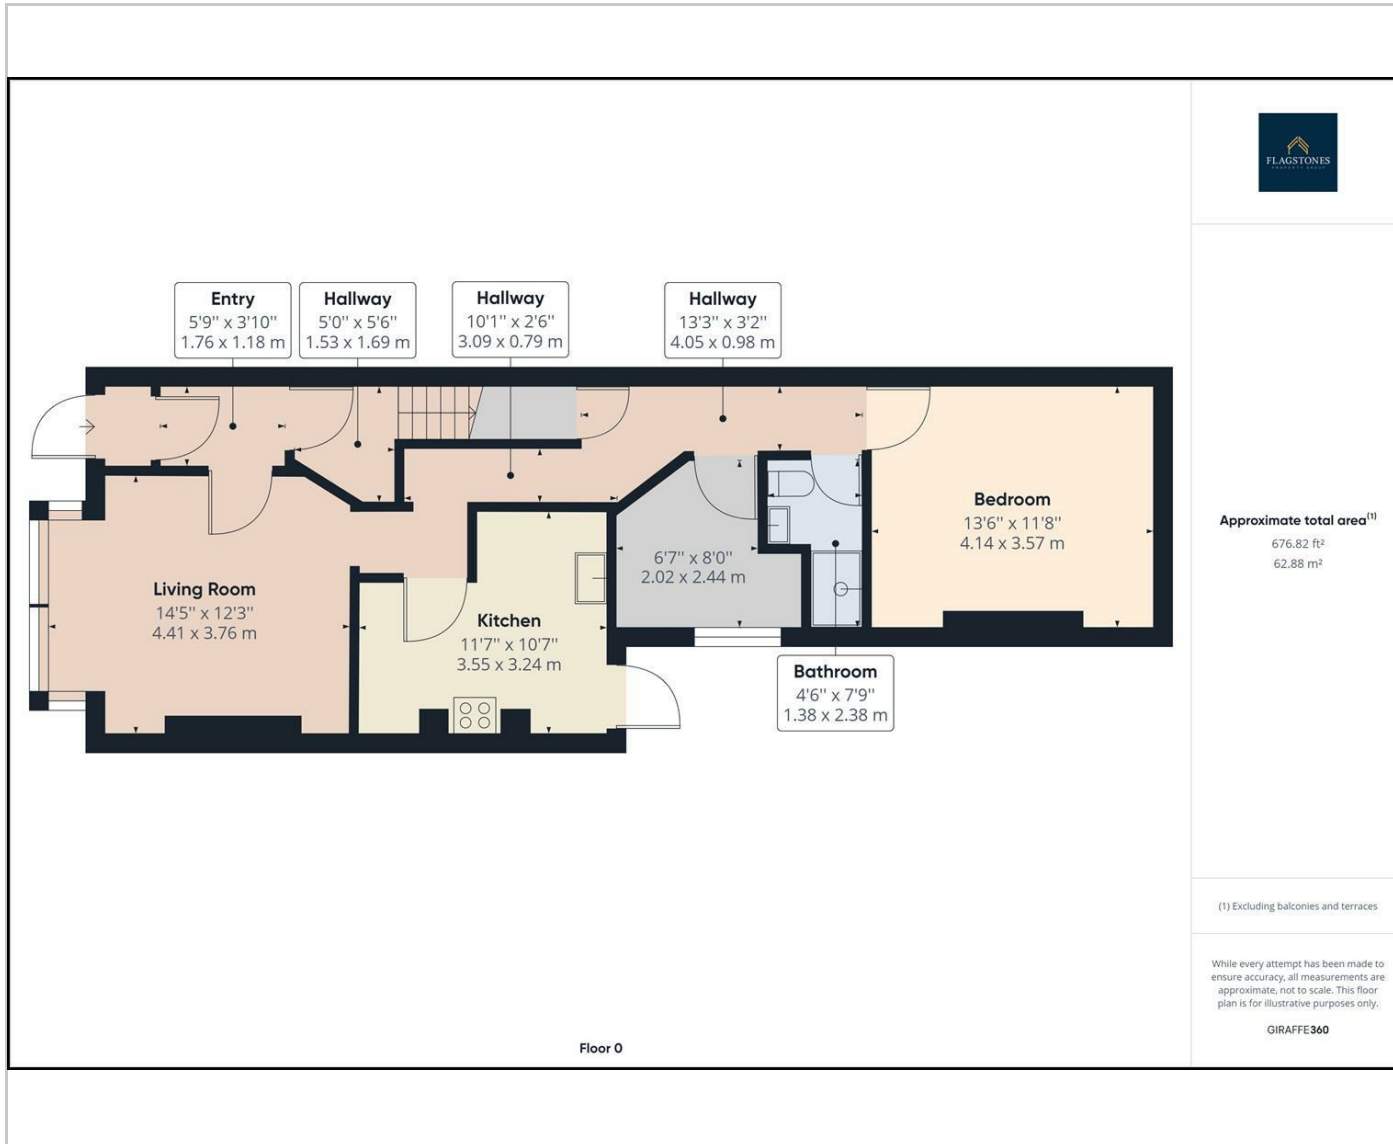 FLAGSTONES
PROPERTY GROUP
Entry
5'9" x 3'10"
1.76 x 1.18 m
Hallway
5'0" x 5'6"
1.53 x 1.69 m
Hallway
10'1" x 2'6"
3.09 x 0.79 m
Hallway
13'3" x 3'2"
4.05 x 0.98 m
Living Room
14'5" x 12'3"
4.41 x 3.76 m
Kitchen
11'7" x 10'7"
3.55 x 3.24 m
6'7" x 8'0"
2.02 x 2.44 m
Bedroom
13'6" x 11'8"
4.14 x 3.57 m
Bathroom
4'6" x 7'9"
1.38 x 2.38 m
Floor 0
Approximate total area(1)
676.82 ft²
62.88 m²
(1) Excluding balconies and terraces
While every attempt has been made to
ensure accuracy, all measurements are
approximate, not to scale. This floor
plan is for illustrative purposes only.
GIRAFFE360